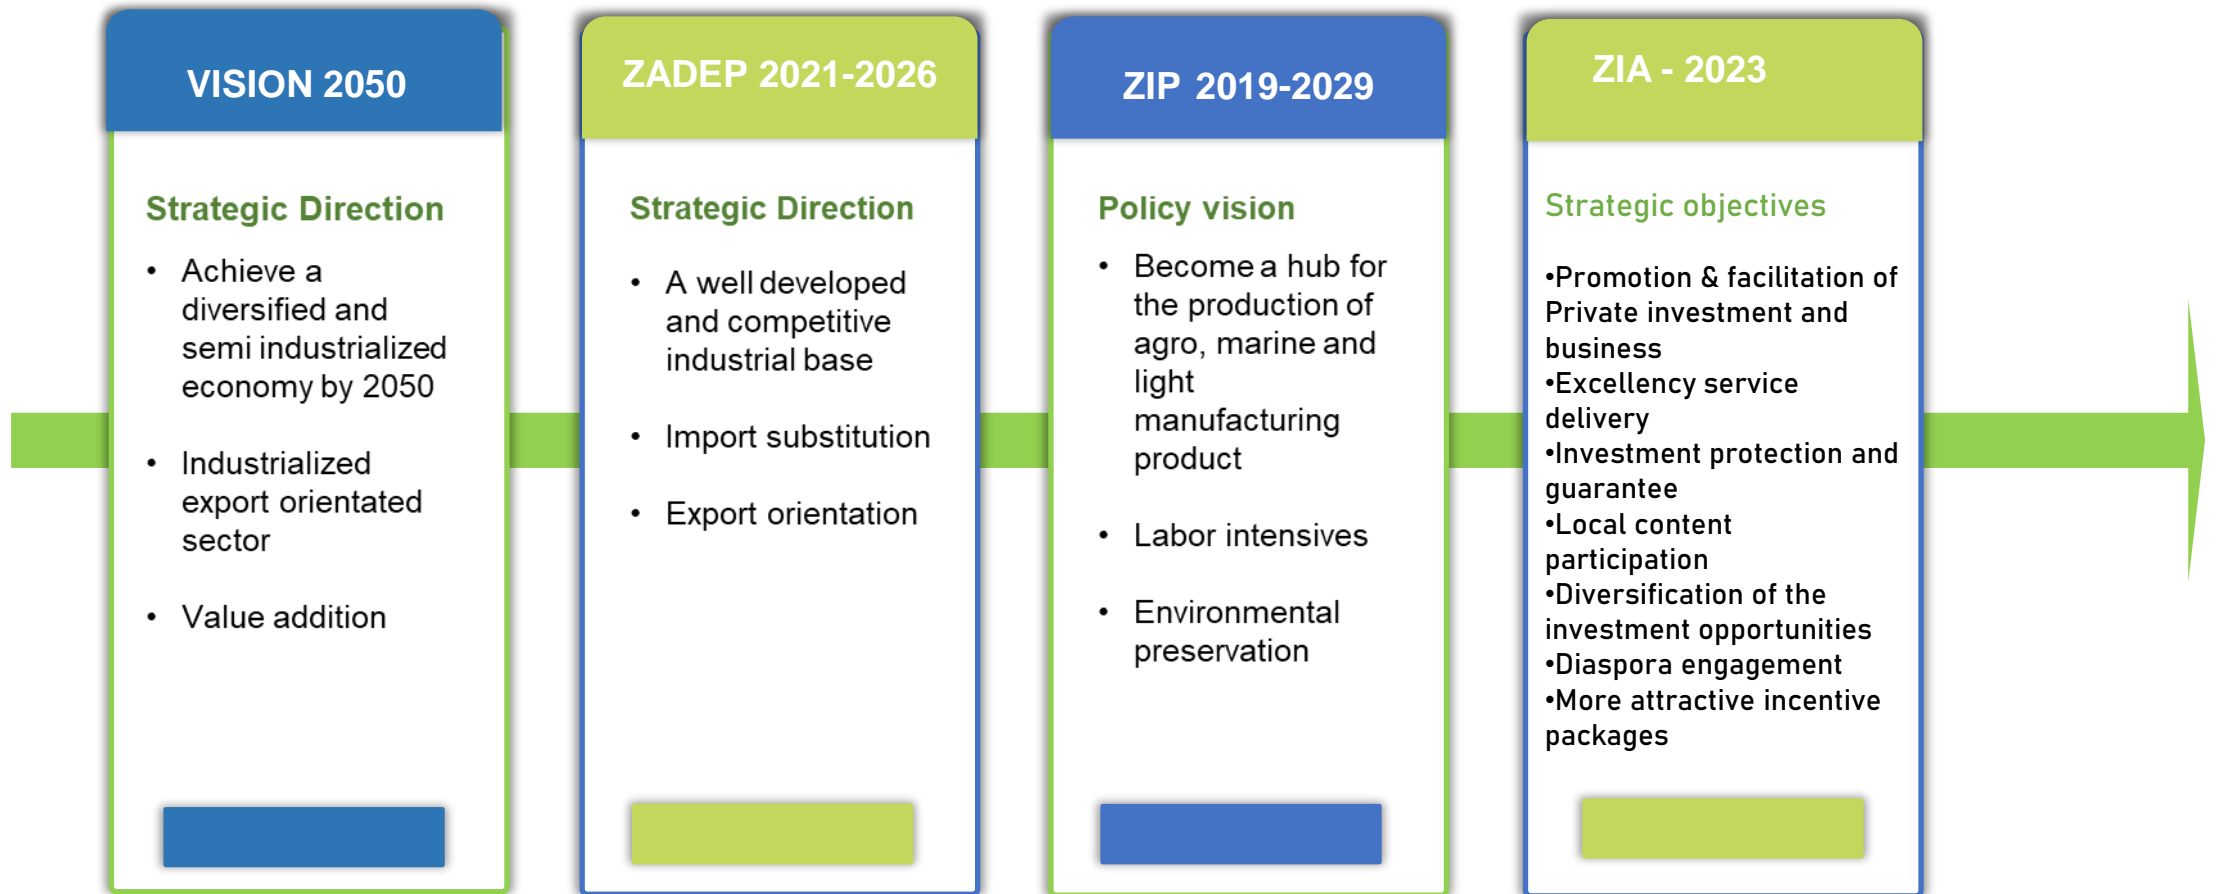 VISION 2050
Strategic Direction
• Achieve a
diversified and
semi industrialized
economy by 2050
• Industrialized
export orientated
sector
• Value addition
ZADEP 2021-2026
Strategic Direction
• A well developed
and competitive
industrial base
• Import substitution
• Export orientation
ZIP 2019-2029
Policy vision
• Become a hub for
the production of
agro, marine and
light
manufacturing
product
• Labor intensives
• Environmental
preservation
ZIA - 2023
Strategic objectives
•Promotion & facilitation of
Private investment and
business
•Excellency service
delivery
•Investment protection and
guarantee
•Local content
participation
•Diversification of the
investment opportunities
•Diaspora engagement
•More attractive incentive
packages